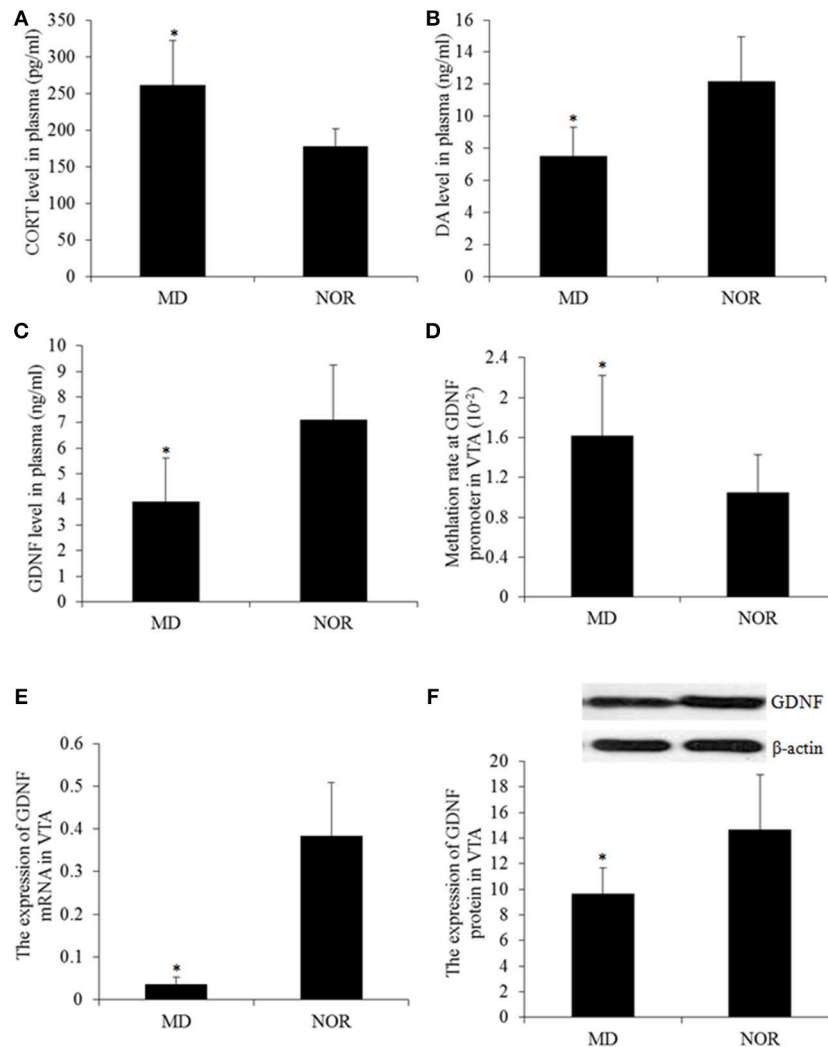 A
CORT level in plasma (pg/ml)
350
300
250
200
150
100
50
0
*
MD
NOR
B
DA level in plasma (ng/ml)
16
14
12
10
8
6
4
2
0
*
MD
NOR
C
GDNF level in plasma (ng/ml)
10
9
8
7
6
5
4
3
2
1
0
*
MD
NOR
D
Methlation rate at GDNF
promoter in VTA (10-2)
2.4
2
1.6
1.2
0.8
0.4
0
*
MD
NOR
E
The expression of GDNF
mRNA in VTA
0.6
0.5
0.4
0.3
0.2
0.1
0
*
MD
NOR
F
GDNF
β-actin
The expression of GDNF
protein in VTA
20
18
16
14
12
10
8
6
4
2
0
*
MD
NOR